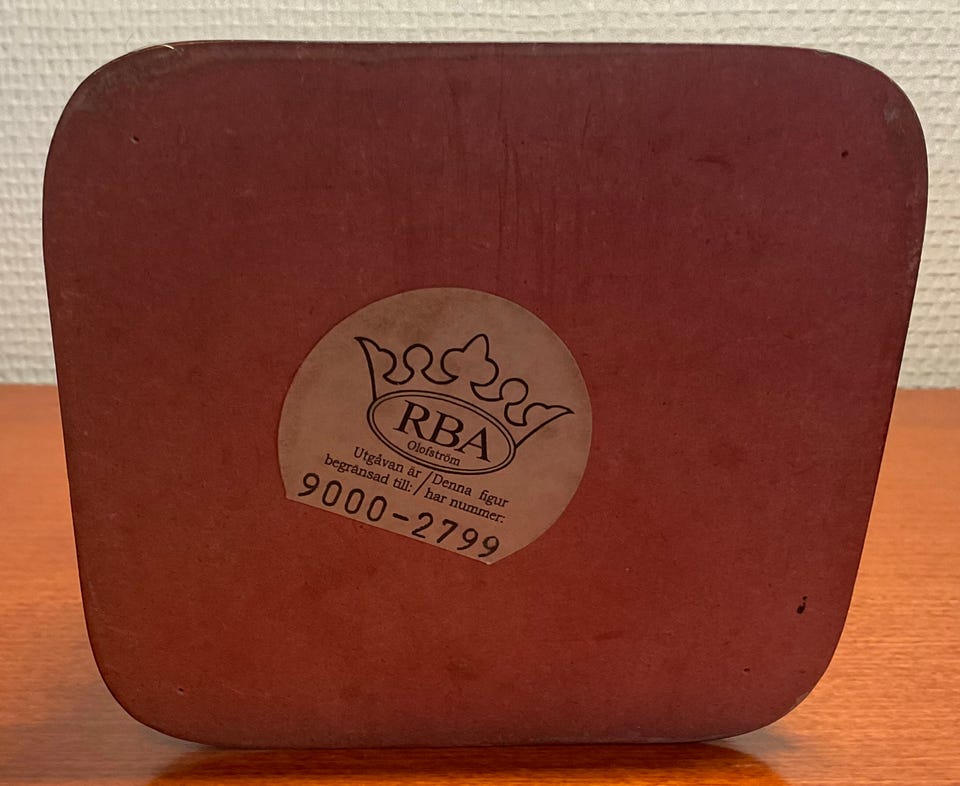 RBA
Olofström
Utgåvan är / Denna figur
begränsad till: / har nummer:
9000-2799